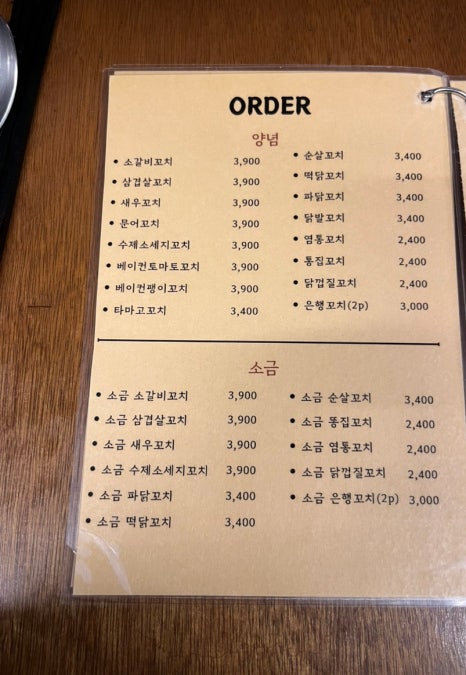 ORDER
양념
• 소갈비꼬치 3,900
• 삼겹살꼬치 3,900
• 새우꼬치 3,900
• 문어꼬치 3,900
• 수제소세지꼬치 3,900
• 베이컨토마토꼬치 3,900
• 베이컨팽이꼬치 3,900
• 타마고꼬치 3,400
• 순살꼬치 3,400
• 떡닭꼬치 3,400
• 파닭꼬치 3,400
• 닭발꼬치 3,400
• 염통꼬치 2,400
• 통집꼬치 2,400
• 닭껍질꼬치 2,400
• 은행꼬치(2p) 3,000
소금
• 소금 소갈비꼬치 3,900
• 소금 삼겹살꼬치 3,900
• 소금 새우꼬치 3,900
• 소금 수제소세지꼬치 3,900
• 소금 파닭꼬치 3,400
• 소금 떡닭꼬치 3,400
• 소금 순살꼬치 3,400
• 소금 똥집꼬치 2,400
• 소금 염통꼬치 2,400
• 소금 닭껍질꼬치 2,400
• 소금 은행꼬치(2p) 3,000